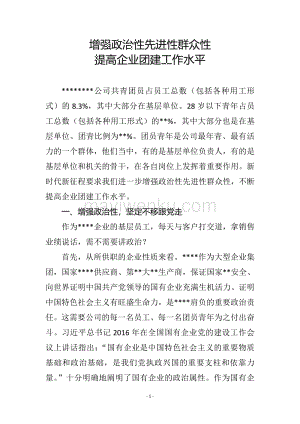 增强政治性先进性群众性
提高企业团建工作水平
********公司共青团员占员工总数（包括各种用工形
式）的 8.3%，其中大部分在基层单位。28 岁以下青年占员
工总数（包括各种用工形式）的**%，其中大部分也是在基
层单位、团青比例为**%。团员青年是公司最年青、最有活
力的一个群体，他们当中，有的是基层单位负责人，有的是
基层单位和机关的骨干，在各自岗位上发挥着重要作用。新
时代新征程要求我们进一步增强政治性先进性群众性，不断
提高企业团建工作水平。
一、增强政治性，坚定不移跟党走
作为****的基层员工，每天与客户打交道，拿销售
业绩说话，需不需要讲政治？
首先，从所供职的企业性质来看，****作为大型企业集
团，国家****供应商、第**大**生产商，保证国家**安全、
向世界证明中国共产党领导的国有企业充满生机活力、证明
中国特色社会主义有旺盛生命力，是****肩负的重要政治责
任。这需要公司的每一名员工、每一名团员青年为之付出奋
斗。习近平总书记 2016 年在全国国有企业党的建设工作会
议上讲话指出：“国有企业是中国特色社会主义的重要物质
基础和政治基础，是我们党执政兴国的重要支柱和依靠力
量。”十分明确地阐明了国有企业的政治属性。作为国有企